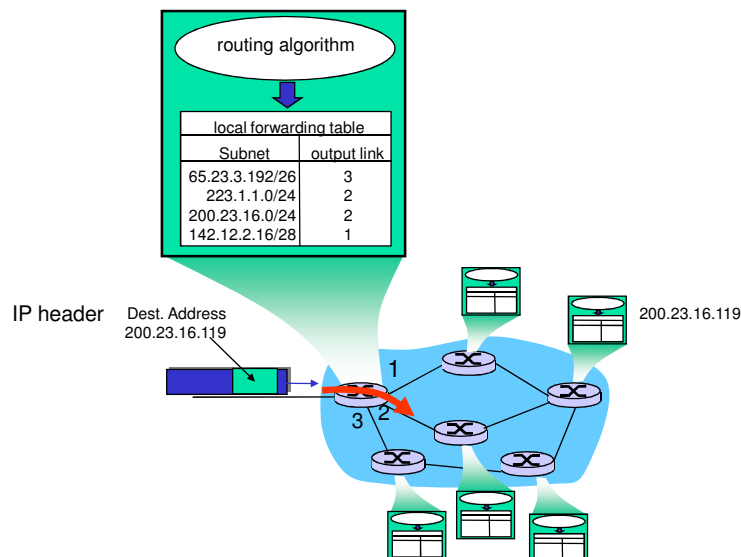 routing algorithm
local forwarding table
Subnet output link
65.23.3.192/26 3
223.1.1.0/24 2
200.23.16.0/24 2
142.12.2.16/28 1
IP header
Dest. Address
200.23.16.119
200.23.16.119
1
2
3